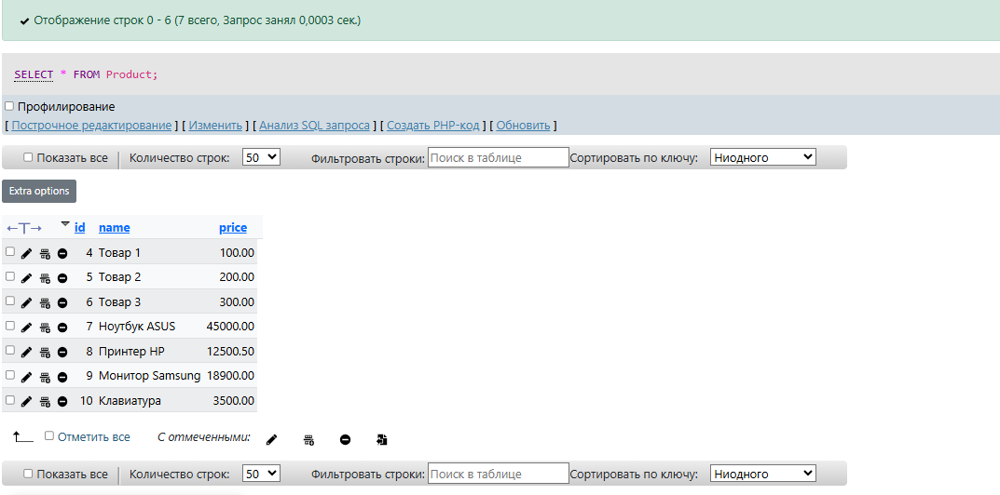 Отображение строк 0 - 6 (7 всего, Запрос занял 0,0003 сек.)
SELECT * FROM Product;
Профилирование
[ Построчное редактирование ] [ Изменить ] [ Анализ SQL запроса ] [ Создать PHP-код ] [ Обновить ]
Показать все Количество строк: 50 Фильтровать строки: Поиск в таблице Сортировать по ключу: Ниодного
Extra options
←T→ id name price
4 Товар 1 100.00
5 Товар 2 200.00
6 Товар 3 300.00
7 Ноутбук ASUS 45000.00
8 Принтер HP 12500.50
9 Монитор Samsung 18900.00
10 Клавиатура 3500.00
Отметить все С отмеченными:
Показать все Количество строк: 50 Фильтровать строки: Поиск в таблице Сортировать по ключу: Ниодного